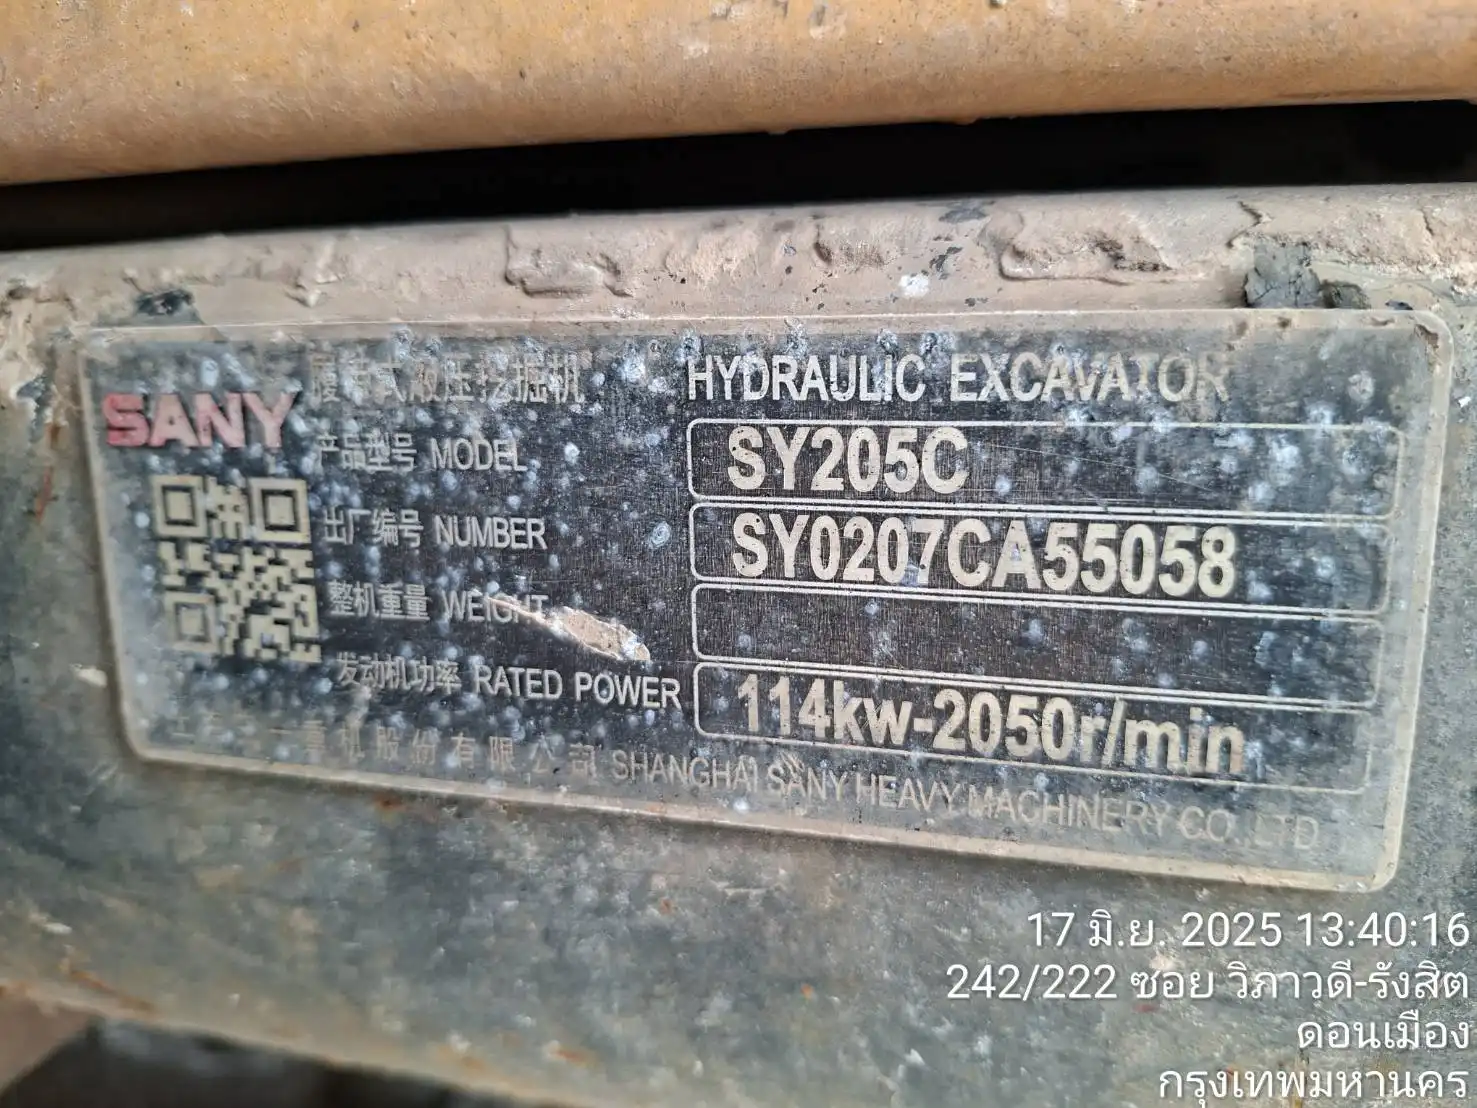 SANY
履带式液压挖掘机 HYDRAULIC EXCAVATOR
产品型号 MODEL SY205C
出厂编号 NUMBER SY0207CA55058
整机重量 WEIGHT
发动机功率 RATED POWER 114kw-2050r/min
重机股份有限公司 SHANGHAI SANY HEAVY MACHINERY CO.,LTD
17 มิ.ย. 2025 13:40:16
242/222 ซอย วิภาวดี-รังสิต
ดอนเมือง
กรุงเทพมหานคร